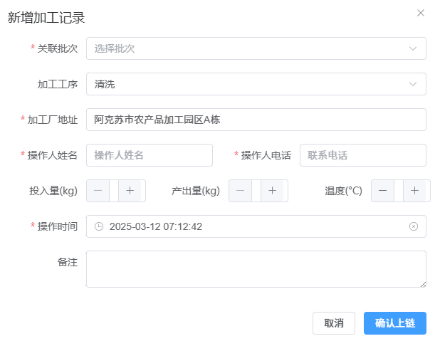 新增加工记录
* 关联批次 选择批次
加工工序 清洗
* 加工厂地址 阿克苏市农产品加工园区A栋
* 操作人姓名 操作人姓名 * 操作人电话 联系电话
投入量(kg) — + 产出量(kg) — + 温度(℃) — +
* 操作时间 2025-03-12 07:12:42
备注
取消 确认上链